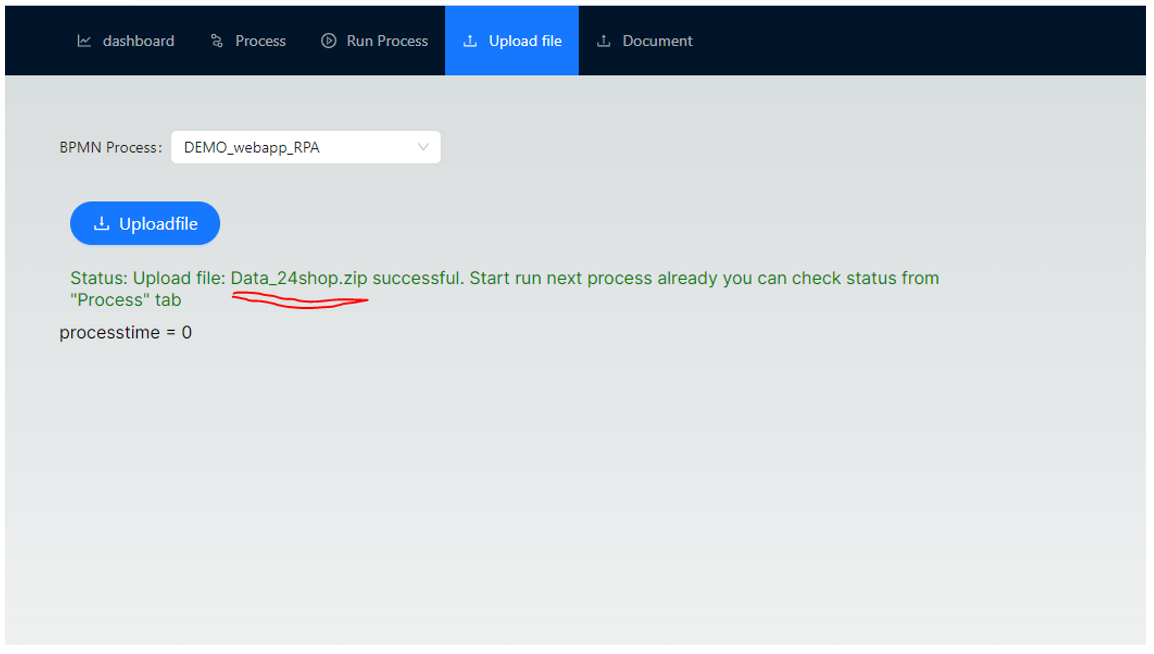 dashboard Process Run Process Upload file Document
BPMN Process: DEMO_webapp_RPA
Uploadfile
Status: Upload file: Data_24shop.zip successful. Start run next process already you can check status from
"Process" tab
processtime = 0